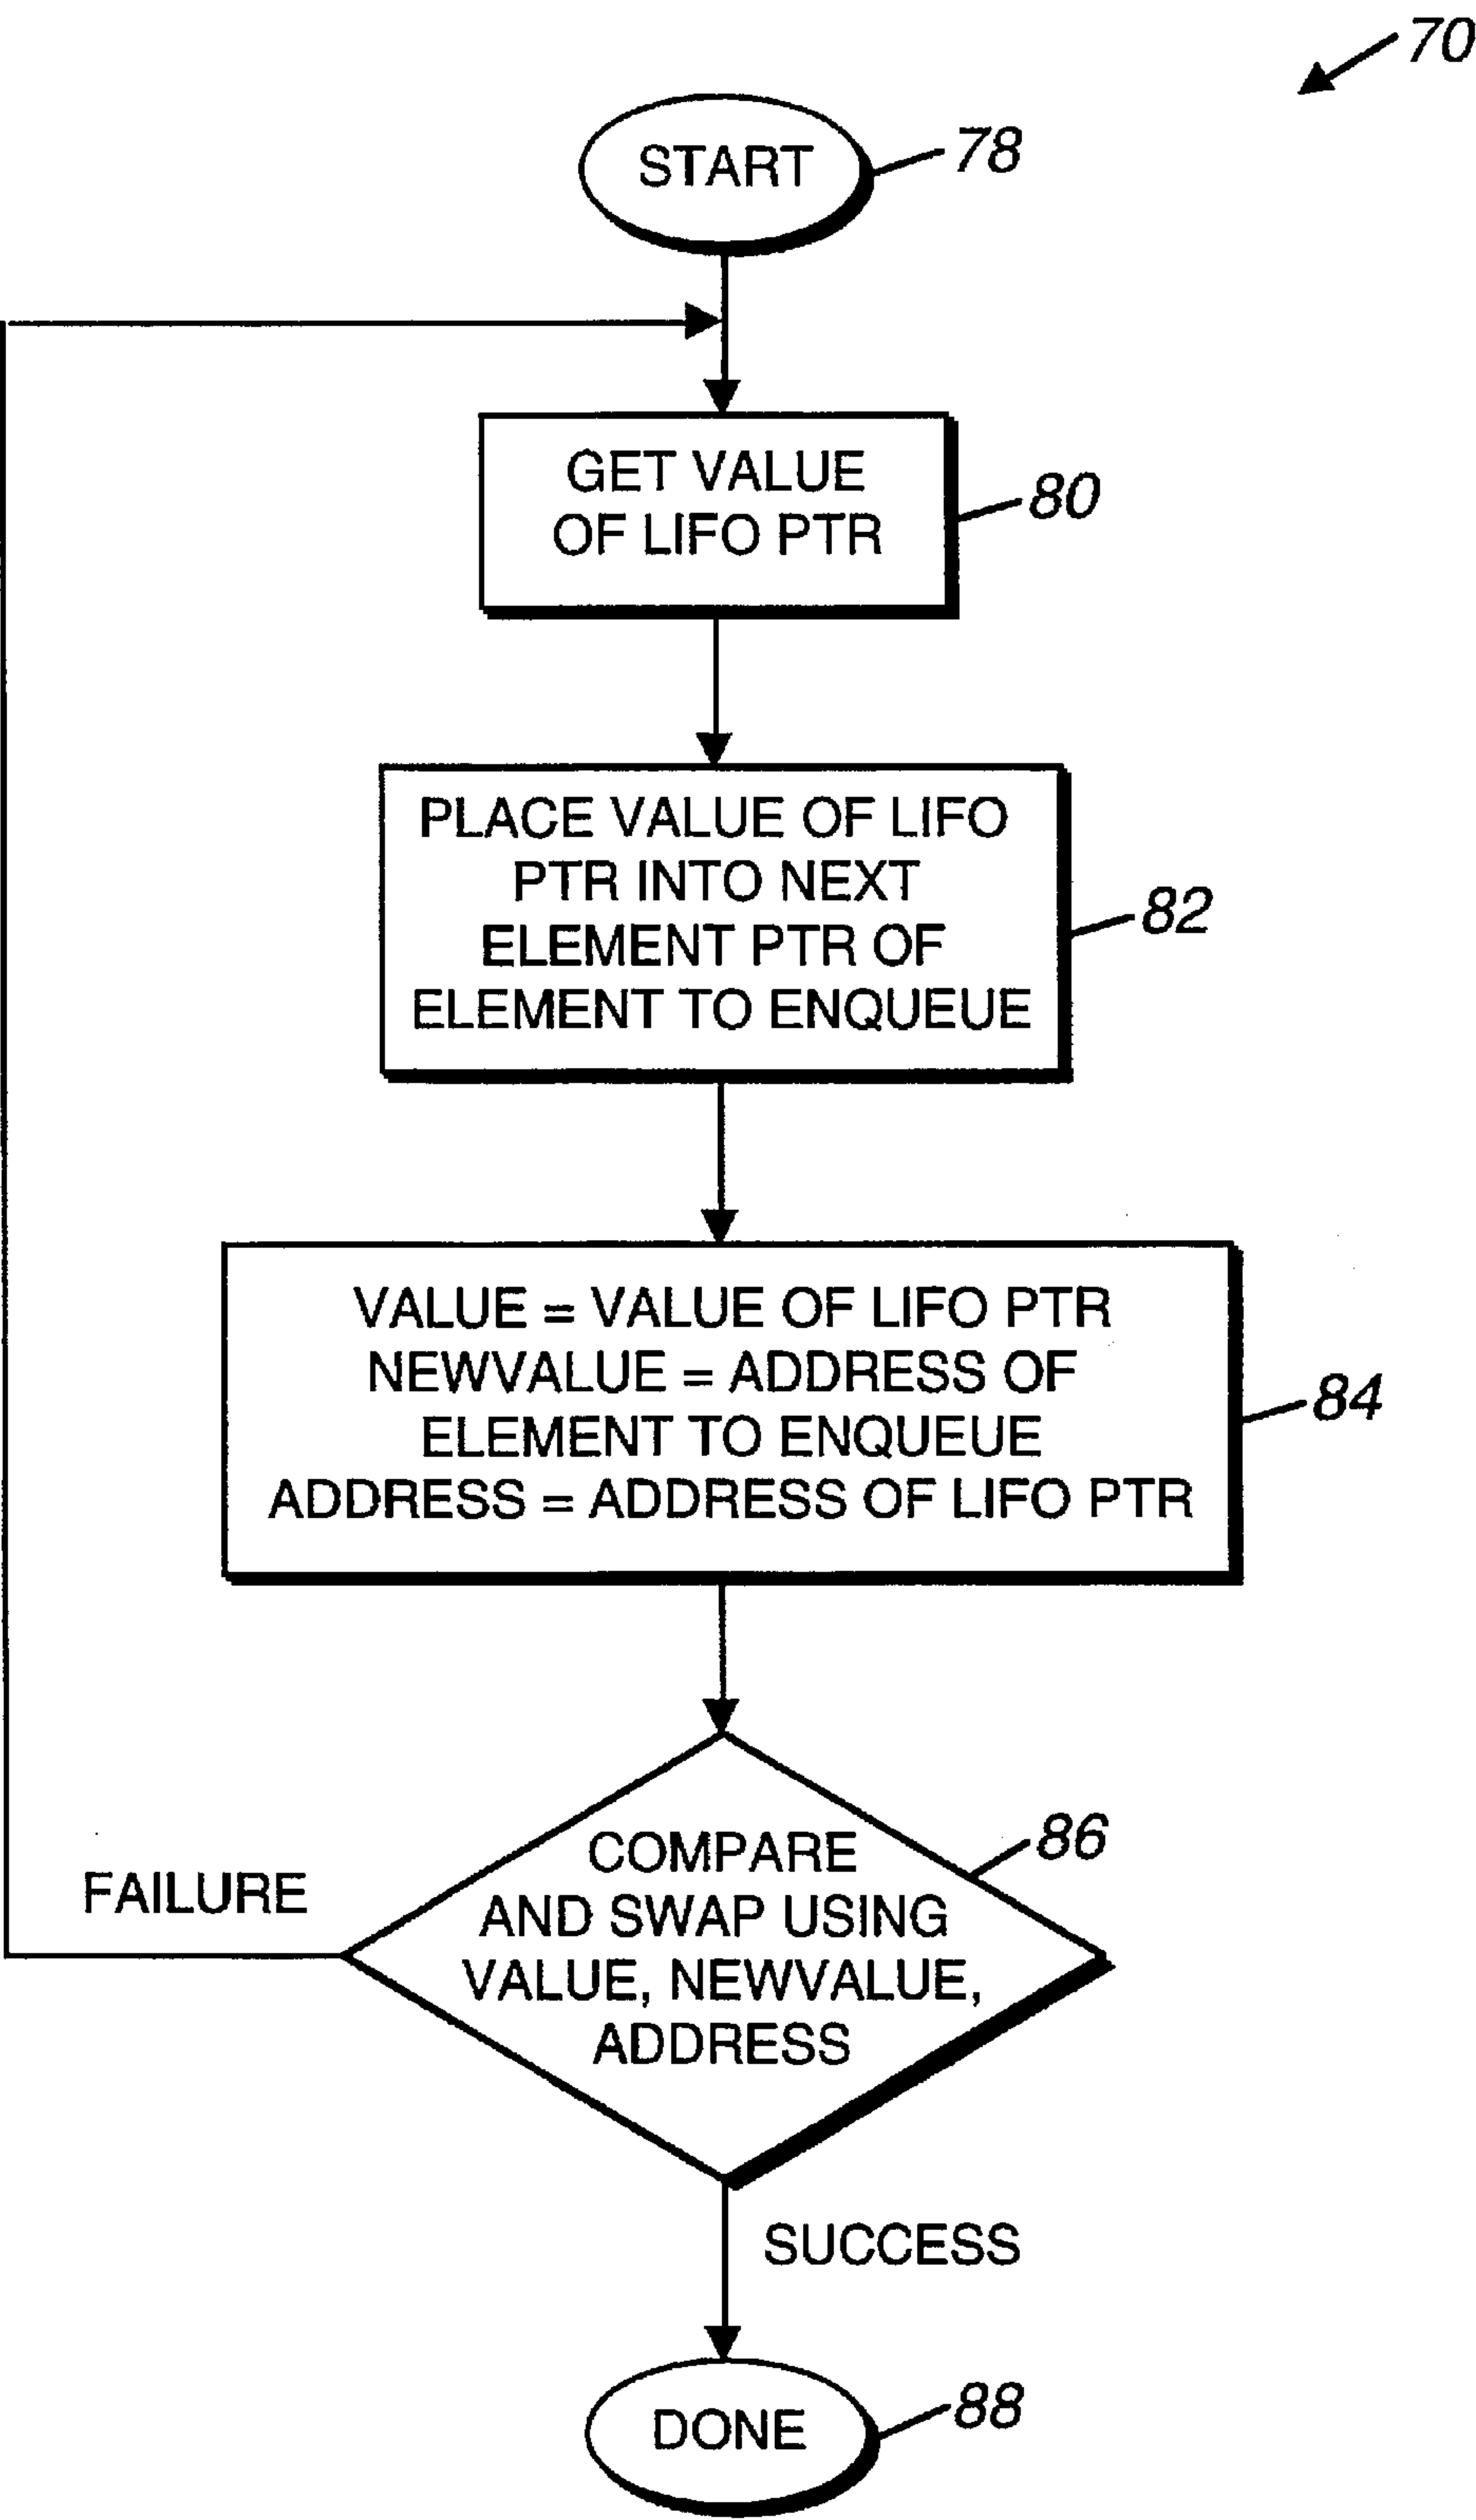 70
START
78
GET VALUE
OF LIFO PTR
80
PLACE VALUE OF LIFO
PTR INTO NEXT
ELEMENT PTR OF
ELEMENT TO ENQUEUE
82
VALUE = VALUE OF LIFO PTR
NEWVALUE = ADDRESS OF
ELEMENT TO ENQUEUE
ADDRESS = ADDRESS OF LIFO PTR
84
COMPARE
AND SWAP USING
VALUE, NEWVALUE,
ADDRESS
86
FAILURE
SUCCESS
DONE
88